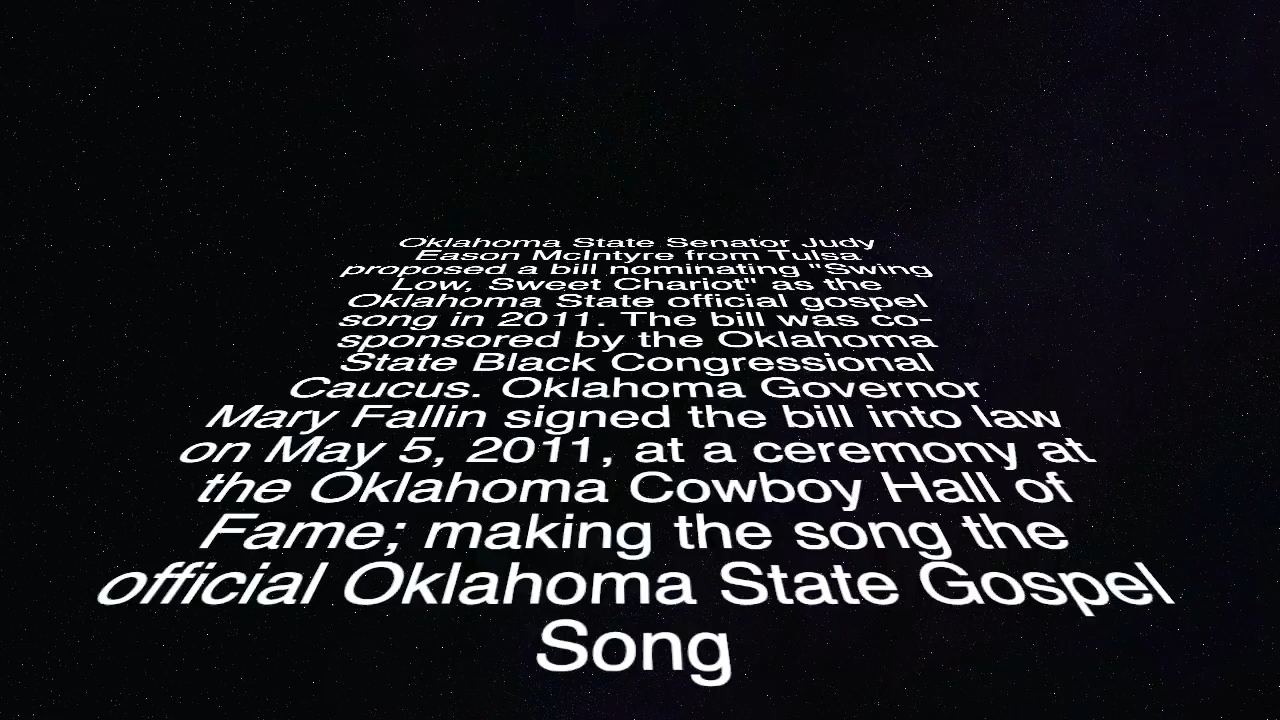 Oklahoma State Senator Judy
Eason McIntyre from Tulsa
proposed a bill nominating "Swing
Low, Sweet Chariot" as the
Oklahoma State official gospel
song in 2011. The bill was co-
sponsored by the Oklahoma
State Black Congressional
Caucus. Oklahoma Governor
Mary Fallin signed the bill into law
on May 5, 2011, at a ceremony at
the Oklahoma Cowboy Hall of
Fame; making the song the
official Oklahoma State Gospel
Song